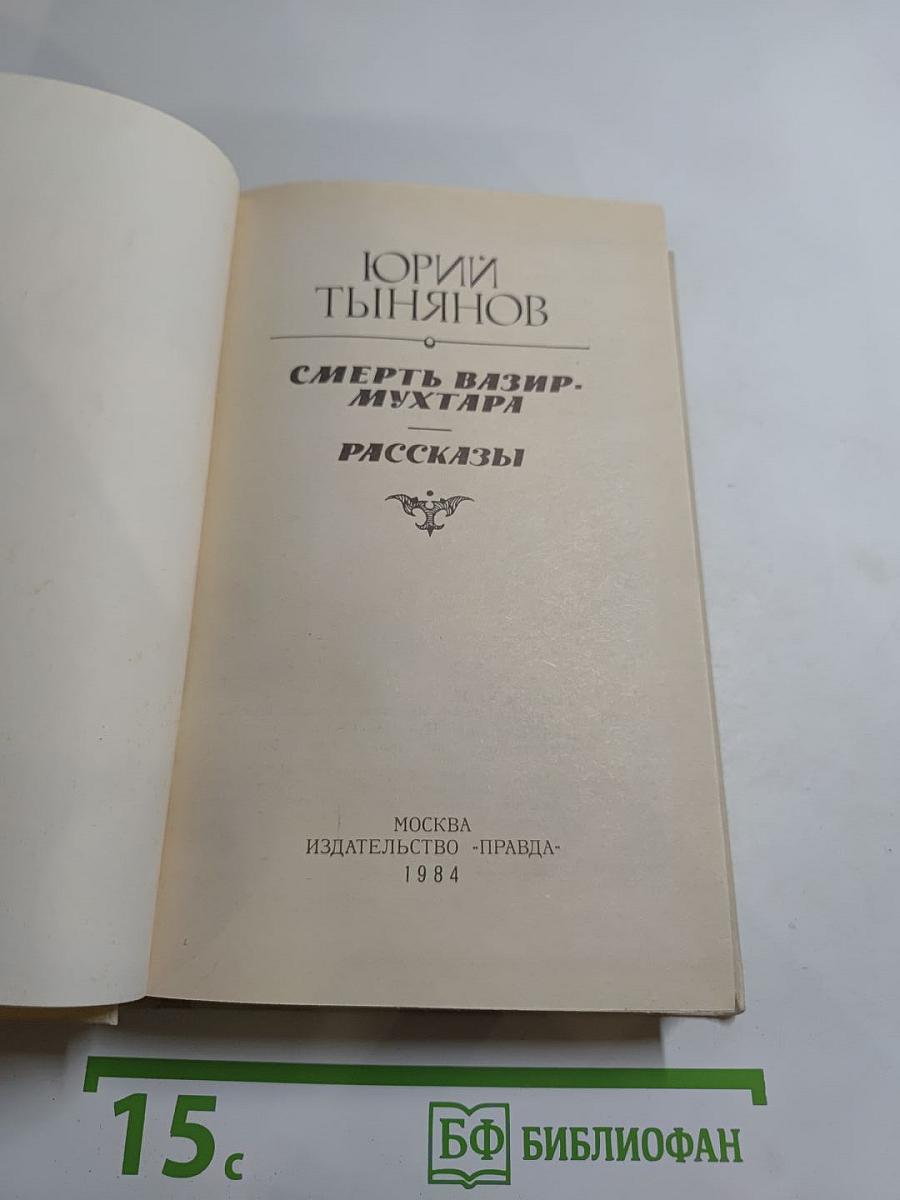 ЮРИЙ
ТЫНЯНОВ
СМЕРТЬ ВАЗИР-
МУХТАРА
РАССКАЗЫ
МОСКВА
ИЗДАТЕЛЬСТВО «ПРАВДА»
1984
15с
БФ БИБЛИОФАН